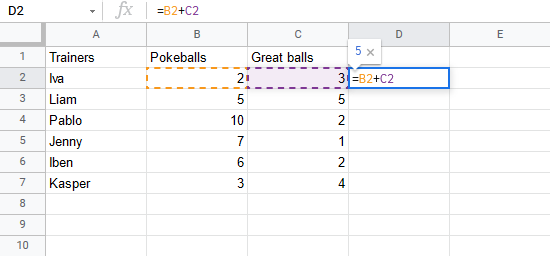 D2 fx =B2+C2
A B C D E
5 ×
1 Trainers Pokeballs Great balls
2 Iva 2 3 =B2+C2
3 Liam 5 5
4 Pablo 10 2
5 Jenny 7 1
6 Iben 6 2
7 Kasper 3 4
8
9
10